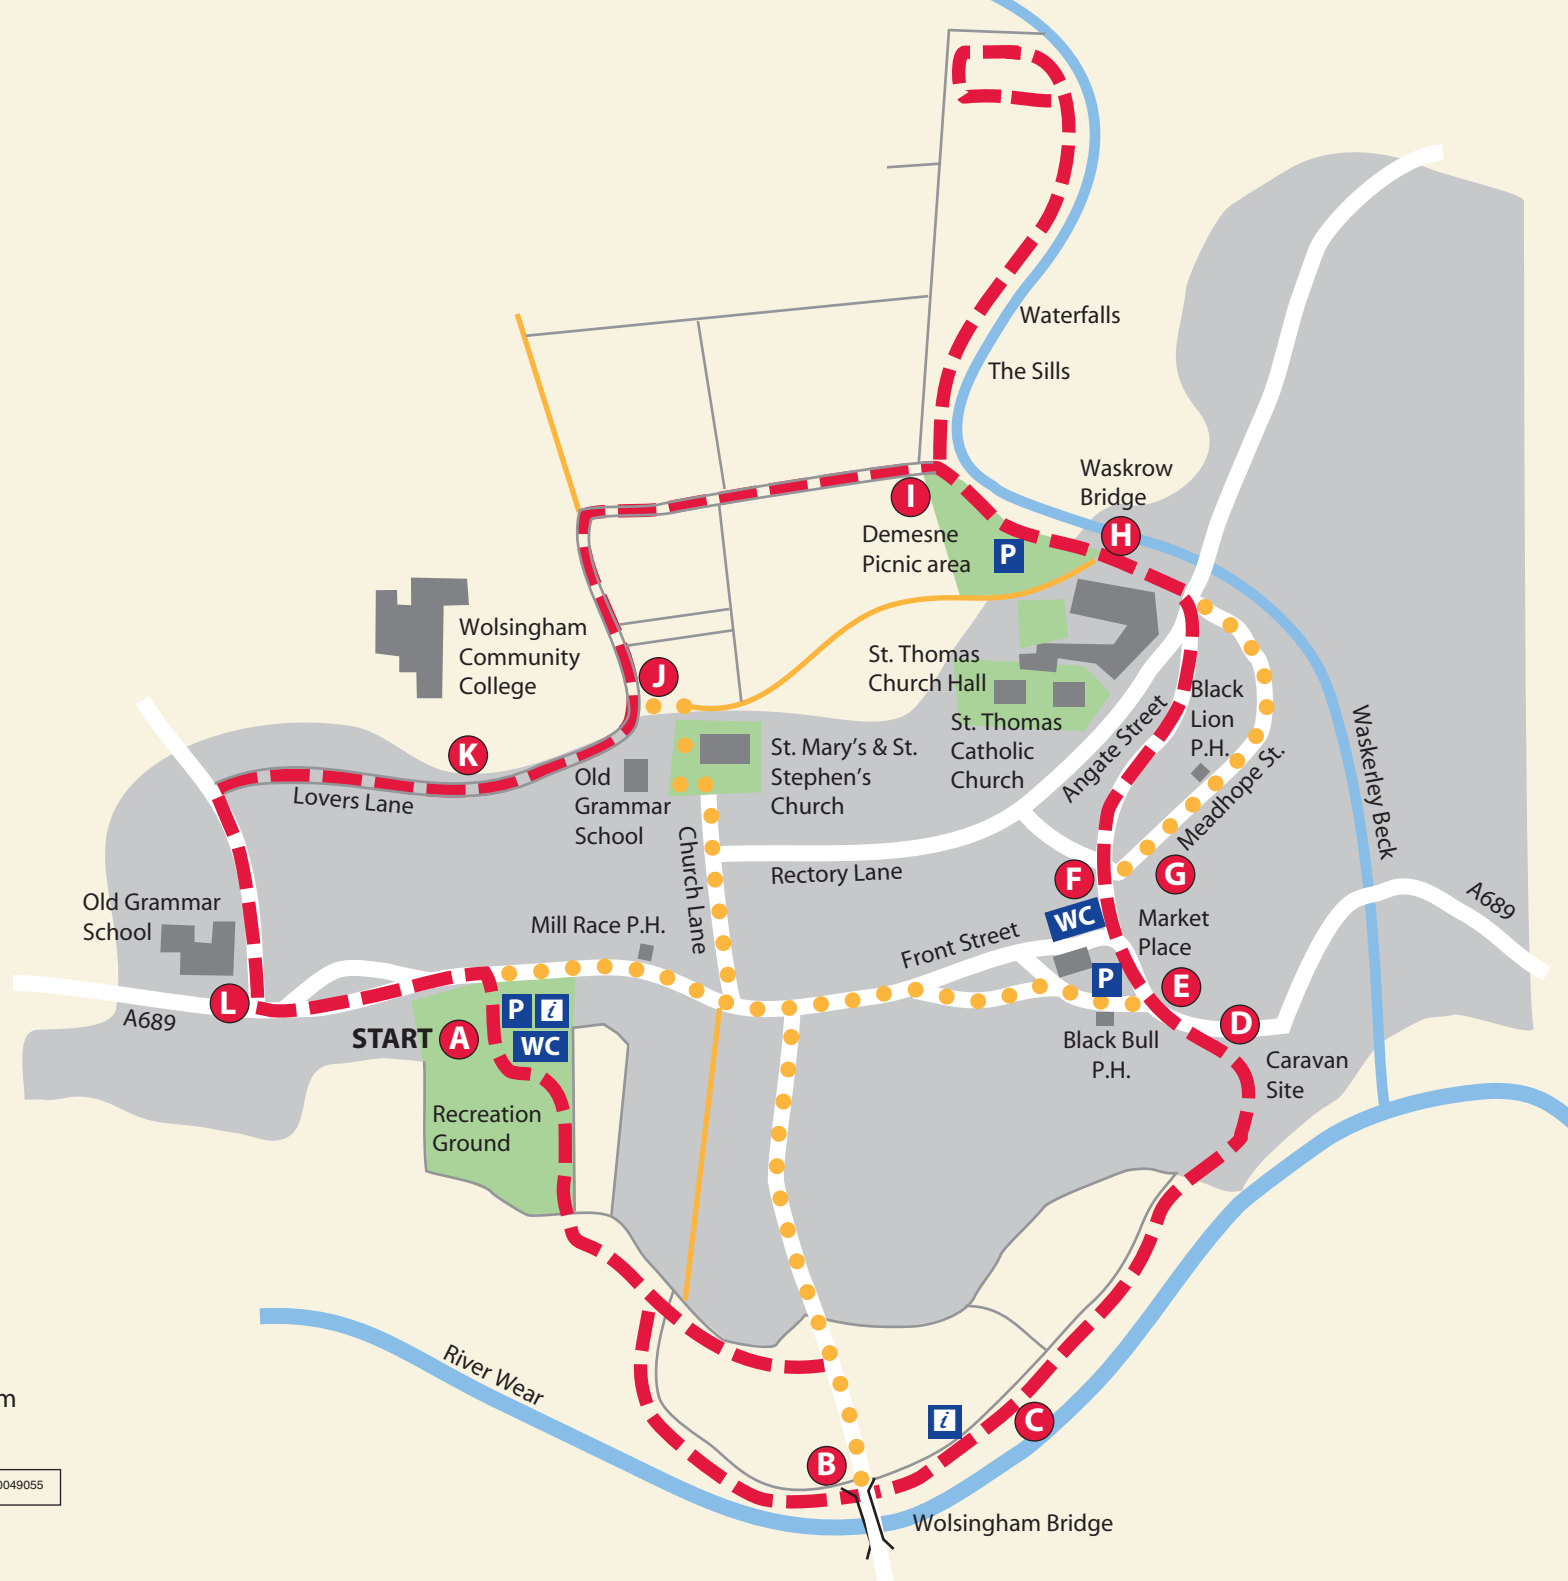 Waterfalls
The Sills
Waskrow
Bridge
H
I
Demesne
Picnic area
P
Wolsingham
Community
College
J
St. Thomas
Church Hall
St. Thomas
Catholic
Church
Black
Lion
P.H.
Angate Street
Meadhope St.
Waskerley Beck
K
Lovers Lane
Old
Grammar
School
St. Mary's & St.
Stephen's
Church
Church Lane
Rectory Lane
F
G
WC
Market
Place
A689
Old Grammar
School
Mill Race P.H.
Front Street
P
E
D
L
A689
START
A
P
i
WC
Black Bull
P.H.
Caravan
Site
Recreation
Ground
River Wear
m
i
C
B
0049055
Wolsingham Bridge